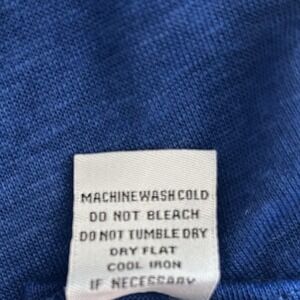 MACHINE WASH COLD
DO NOT BLEACH
DO NOT TUMBLE DRY
DRY FLAT
COOL IRON
IF NECESSARY